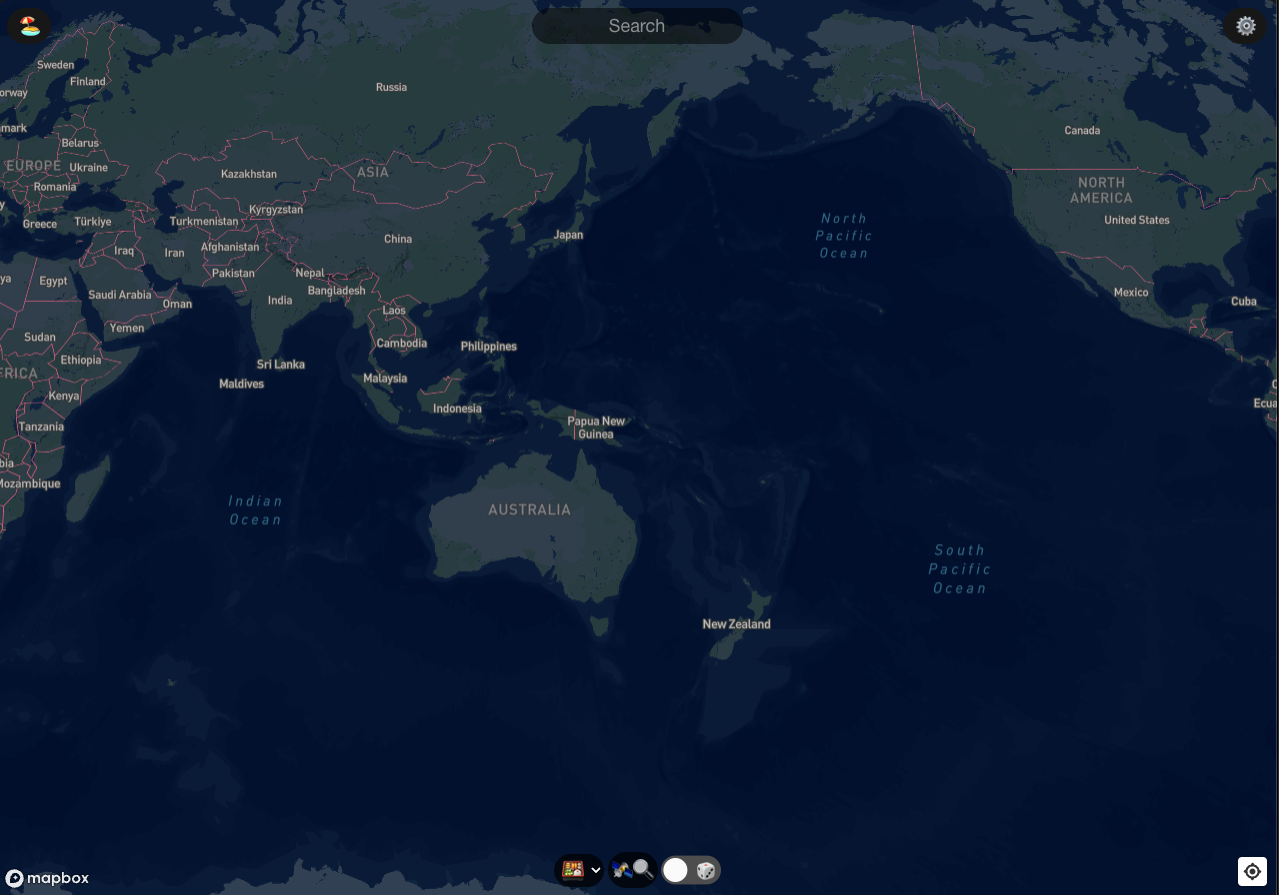 Search
Sweden
Finland
Russia
orway
mark
Canada
Belarus
EUROPE
Ukraine
ASIA
Kazakhstan
Romania
NORTH
AMERICA
Kyrgyzstan
y
Greece
Türkiye
Turkmenistan
North
Pacific
Ocean
United States
Japan
China
Iraq
Iran
Afghanistan
Pakistan
Nepal
ya
Egypt
Saudi Arabia
Bangladesh
Mexico
Oman
India
Cuba
Laos
Yemen
Sudan
Cambodia
Philippines
Ethiopia
Sri Lanka
ERICA
Malaysia
Maldives
C
Kenya
Ecua
Indonesia
Papua New
Guinea
Tanzania
bia
Mozambique
Indian
Ocean
AUSTRALIA
South
Pacific
Ocean
New Zealand
mapbox